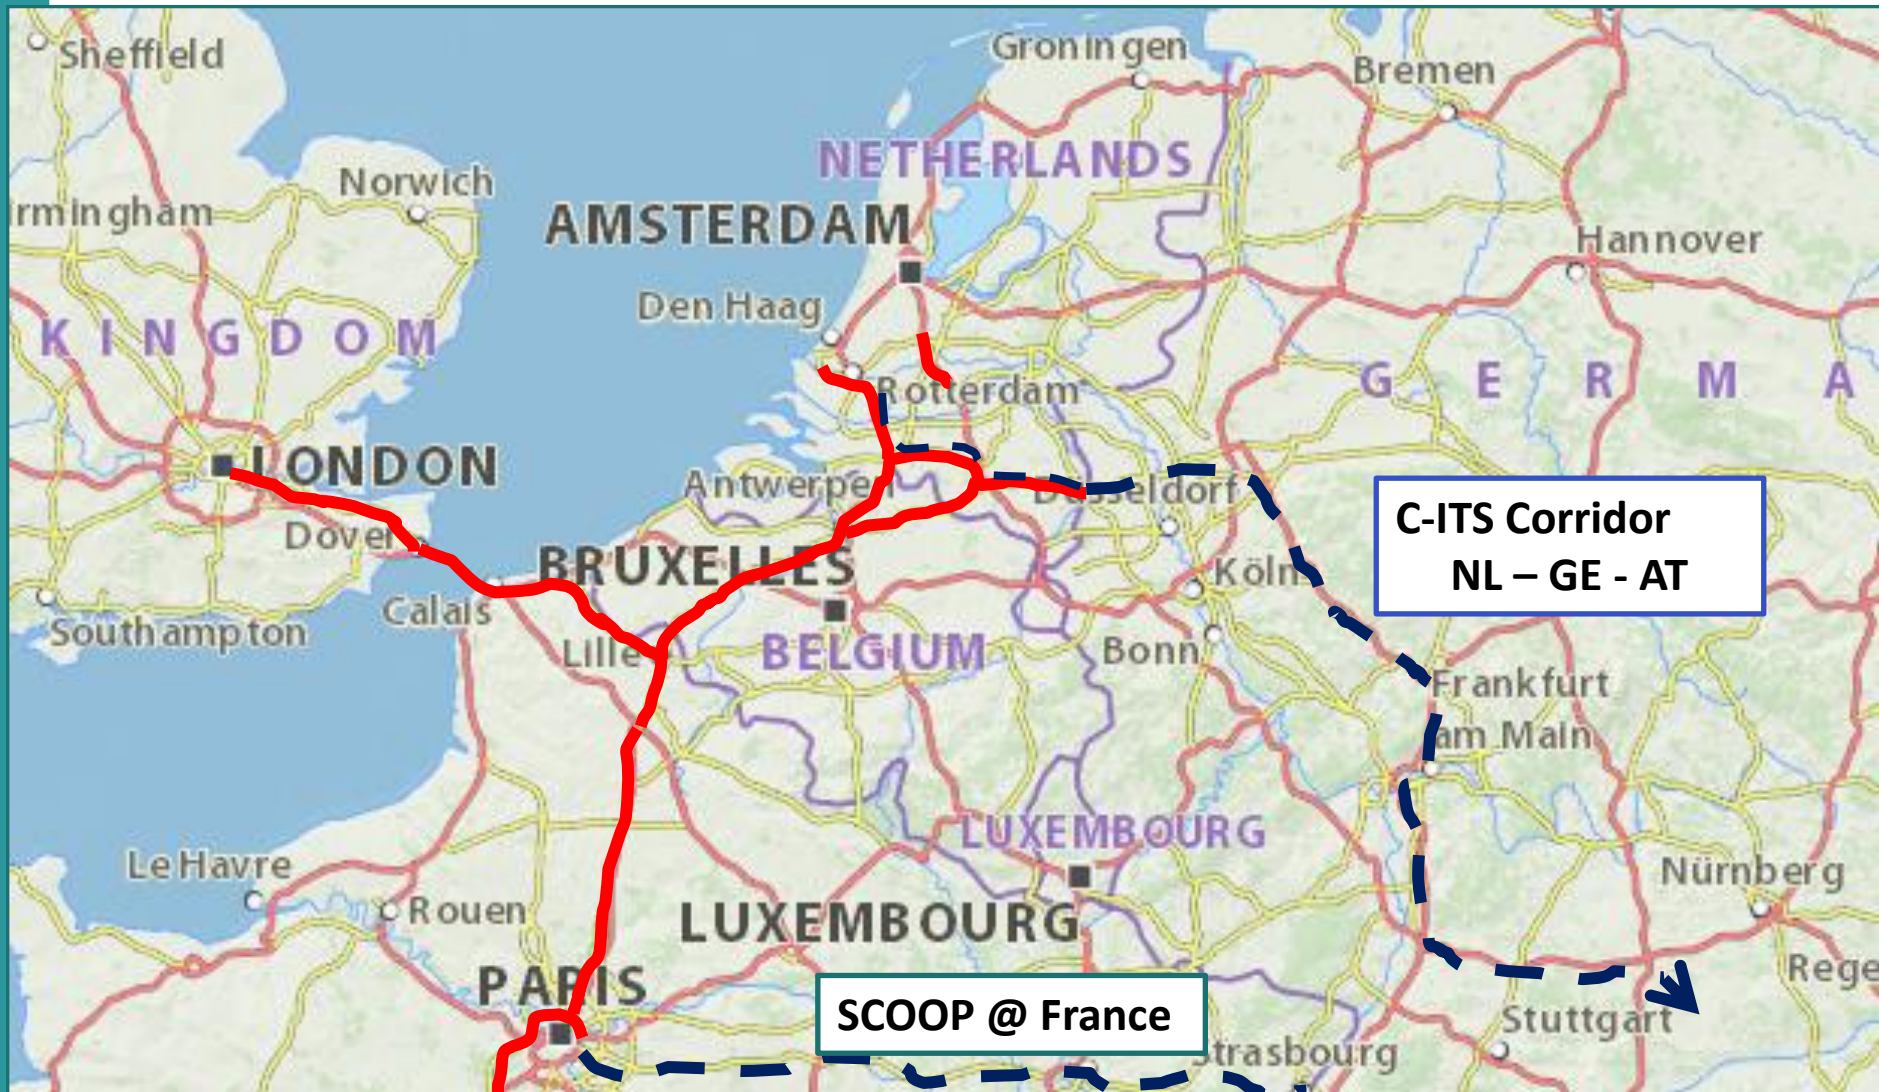 Sheffield
Groningen
Bremen
NETHERLANDS
Norwich
irmingham
AMSTERDAM
Hannover
Den Haag
KINGDOM
Rotterdam
GERMA
LONDON
Antwerpen
Düsseldorf
C-ITS Corridor
NL – GE - AT
Dover
BRUXELLES
Köln
Calais
Southampton
Lille
BELGIUM
Bonn
Frankfurt
am Main
LUXEMBOURG
Le Havre
Nürnberg
Rouen
LUXEMBOURG
Rege
PARIS
SCOOP @ France
Stuttgart
Strasbourg